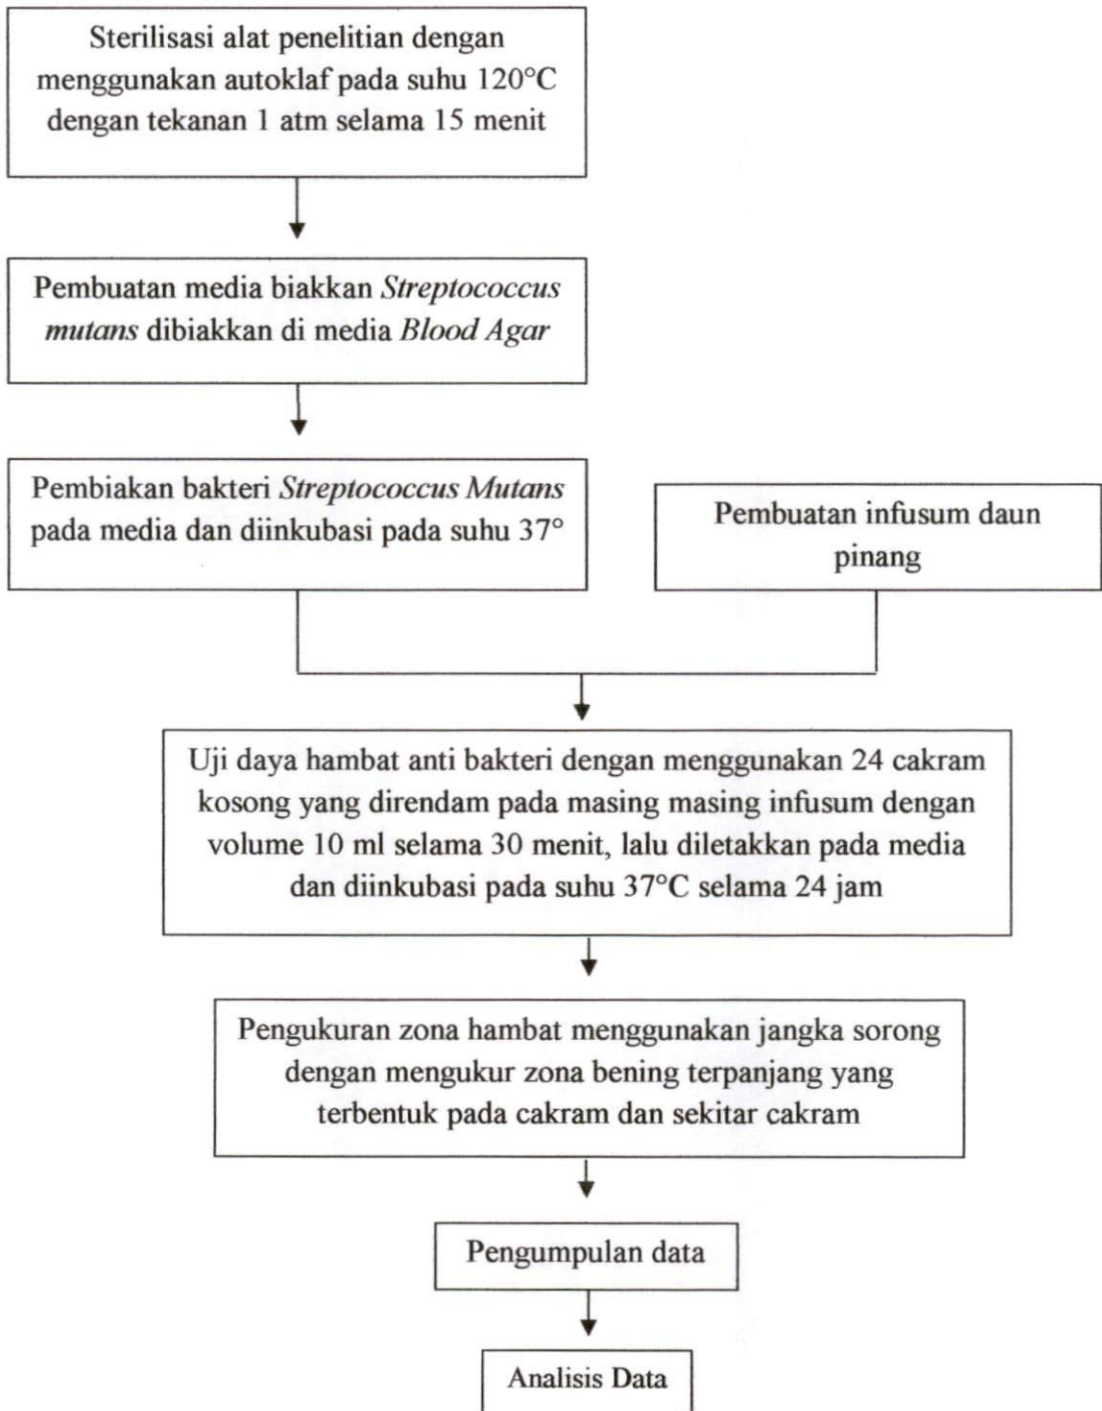 Sterilisasi alat penelitian dengan
menggunakan autoklaf pada suhu 120°C
dengan tekanan 1 atm selama 15 menit
Pembuatan media biakkan Streptococcus
mutans dibiakkan di media Blood Agar
Pembiakan bakteri Streptococcus Mutans
pada media dan diinkubasi pada suhu 37°
Pembuatan infusum daun
pinang
Uji daya hambat anti bakteri dengan menggunakan 24 cakram
kosong yang direndam pada masing masing infusum dengan
volume 10 ml selama 30 menit, lalu diletakkan pada media
dan diinkubasi pada suhu 37°C selama 24 jam
Pengukuran zona hambat menggunakan jangka sorong
dengan mengukur zona bening terpanjang yang
terbentuk pada cakram dan sekitar cakram
Pengumpulan data
Analisis Data